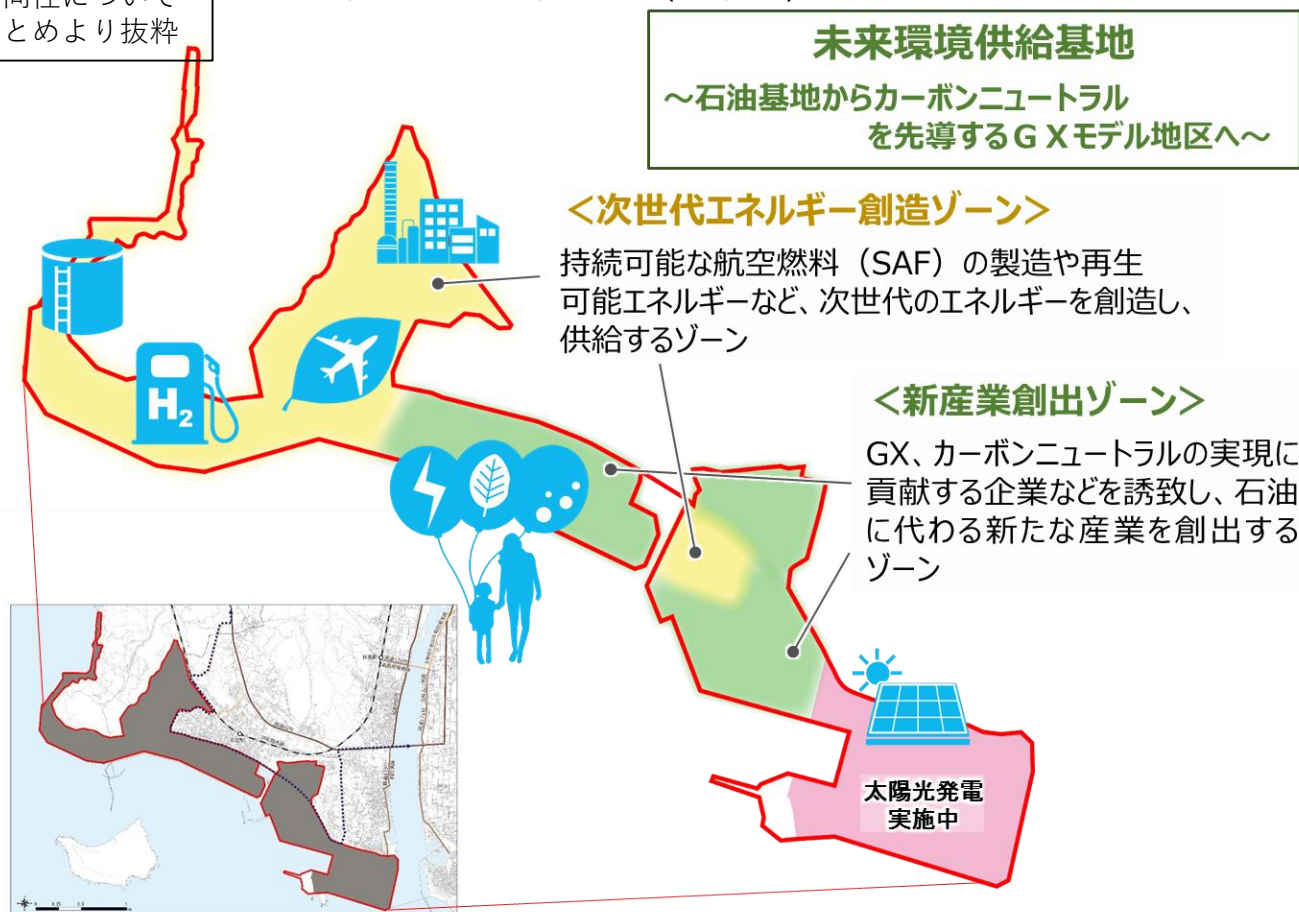 とめより抜粋
未来環境供給基地
～石油基地からカーボンニュートラル
を先導するＧＸモデル地区へ～
＜次世代エネルギー創造ゾーン＞
持続可能な航空燃料（SAF）の製造や再生
可能エネルギーなど、次世代のエネルギーを創造し、
供給するゾーン
＜新産業創出ゾーン＞
GX、カーボンニュートラルの実現に
貢献する企業などを誘致し、石油
に代わる新たな産業を創出する
ゾーン
H2
太陽光発電
実施中